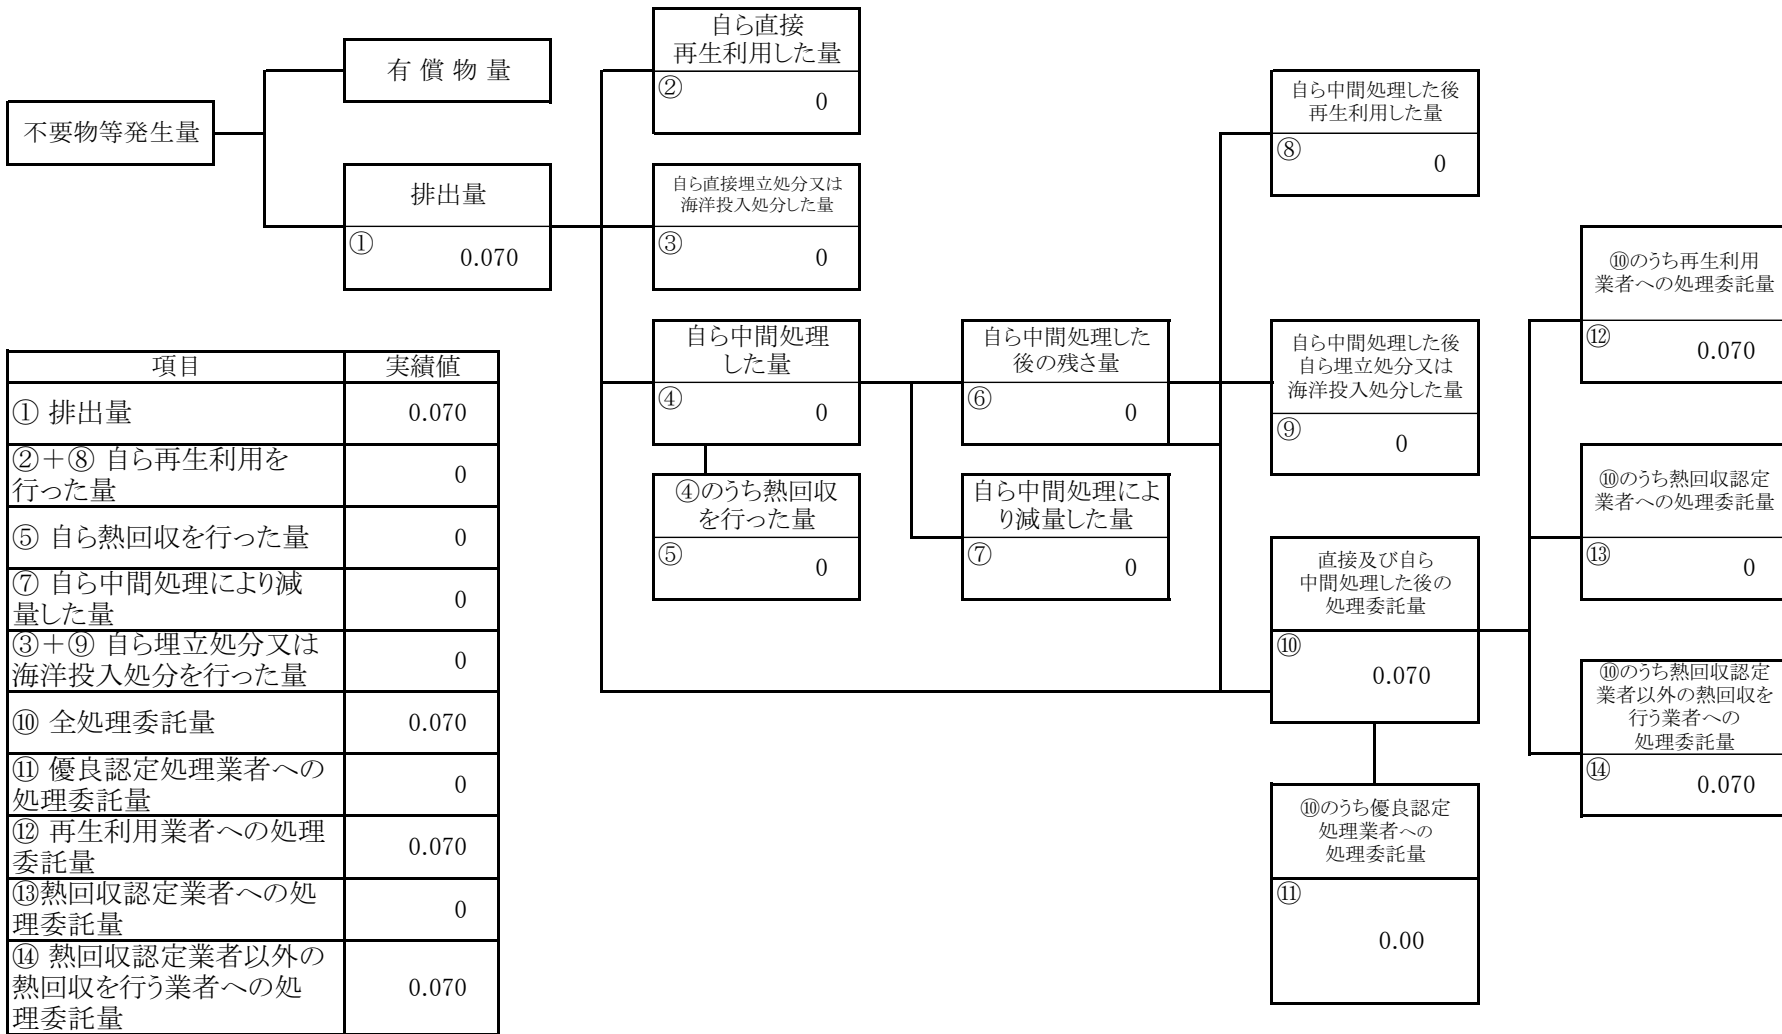 不要物等発生量
有 償 物 量
排出量
①
0.070
自ら直接
再生利用した量
②
0
自ら直接埋立処分又は
海洋投入処分した量
③
0
自ら中間処理
した量
④
0
④のうち熱回収
を行った量
⑤
0
自ら中間処理した
後の残さ量
⑥
0
自ら中間処理によ
り減量した量
⑦
0
自ら中間処理した後
再生利用した量
⑧
0
自ら中間処理した後
自ら埋立処分又は
海洋投入処分した量
⑨
0
直接及び自ら
中間処理した後の
処理委託量
⑩
0.070
⑩のうち優良認定
処理業者への
処理委託量
⑪
0.00
⑩のうち再生利用
業者への処理委託量
⑫
0.070
⑩のうち熱回収認定
業者への処理委託量
⑬
0
⑩のうち熱回収認定
業者以外の熱回収を
行う業者への
処理委託量
⑭
0.070
項目 実績値
① 排出量 0.070
②＋⑧ 自ら再生利用を
行った量 0
⑤ 自ら熱回収を行った量 0
⑦ 自ら中間処理により減
量した量 0
③＋⑨ 自ら埋立処分又は
海洋投入処分を行った量 0
⑩ 全処理委託量 0.070
⑪ 優良認定処理業者への
処理委託量 0
⑫ 再生利用業者への処理
委託量 0.070
⑬熱回収認定業者への処
理委託量 0
⑭ 熱回収認定業者以外の
熱回収を行う業者への処
理委託量 0.070